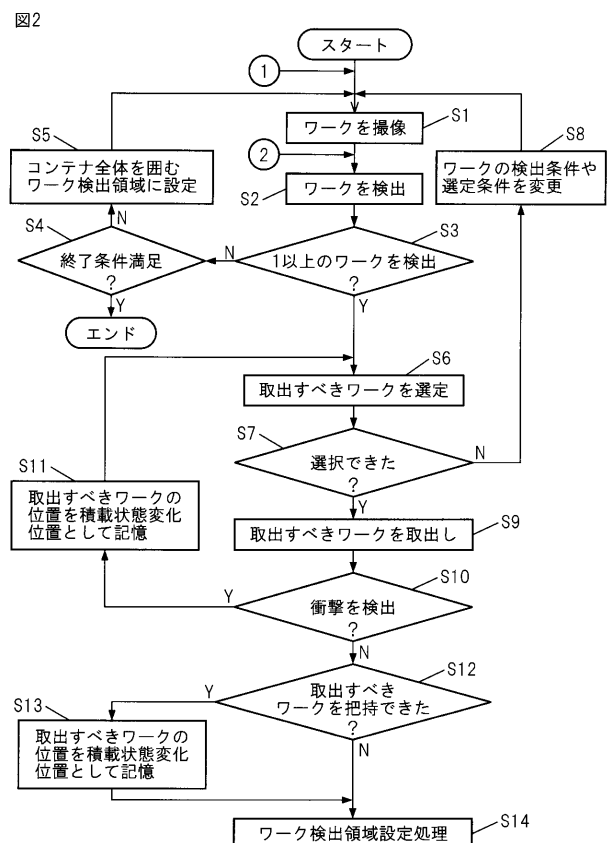 図2
スタート
1
ワークを撮像
S1
2
ワークを検出
S2
1以上のワークを検出
?
S3
N
Y
S5
コンテナ全体を囲む
ワーク検出領域に設定
N
S4
終了条件満足
?
Y
エンド
S8
ワークの検出条件や
選定条件を変更
S6
取出すべきワークを選定
S7
選択できた
?
N
Y
S11
取出すべきワークの
位置を積載状態変化
位置として記憶
S9
取出すべきワークを取出し
S10
衝撃を検出
?
Y
N
S12
取出すべき
ワークを把持できた
?
Y
N
S13
取出すべきワークの
位置を積載状態変化
位置として記憶
ワーク検出領域設定処理
S14